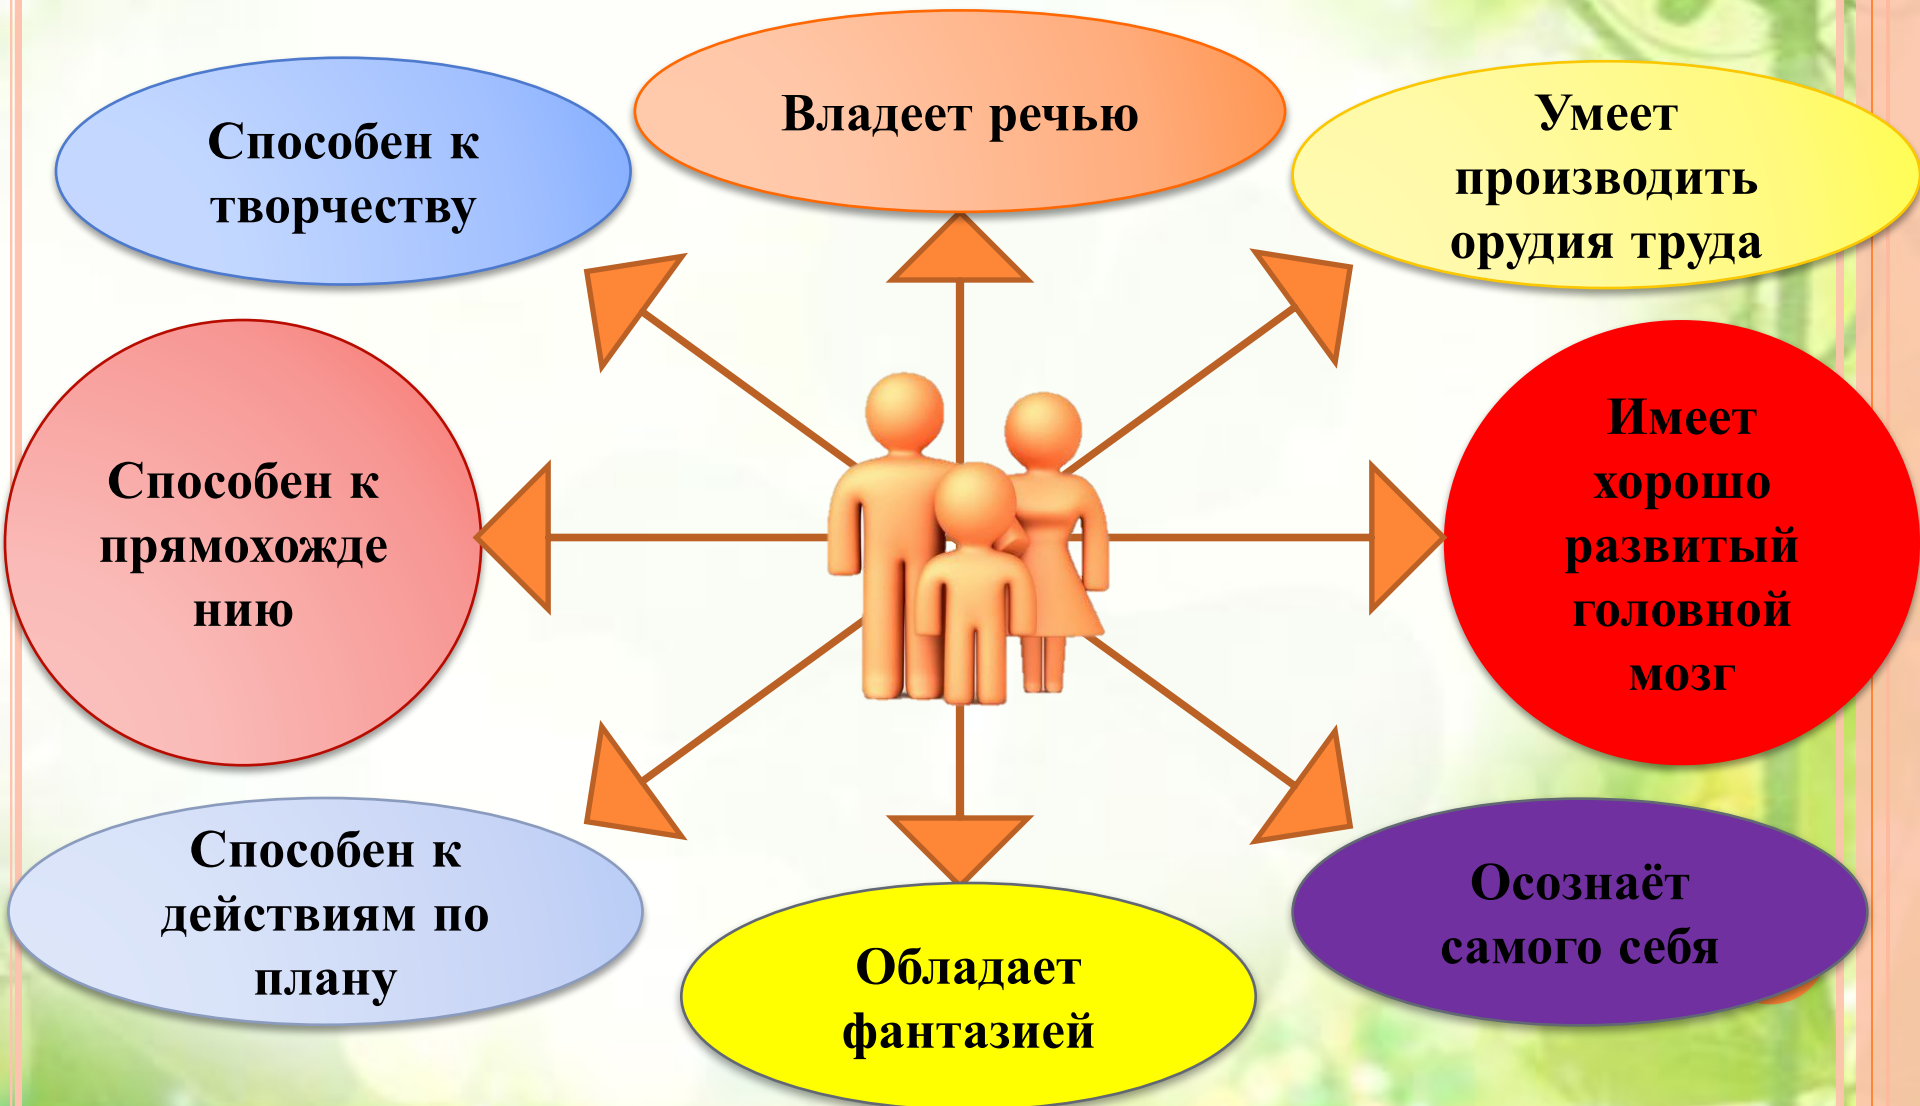 Способен к
творчеству
Владеет речью
Умеет
производить
орудия труда
Способен к
прямохожде
нию
Имеет
хорошо
развитый
головной
мозг
Способен к
действиям по
плану
Обладает
фантазией
Осознаёт
самого себя